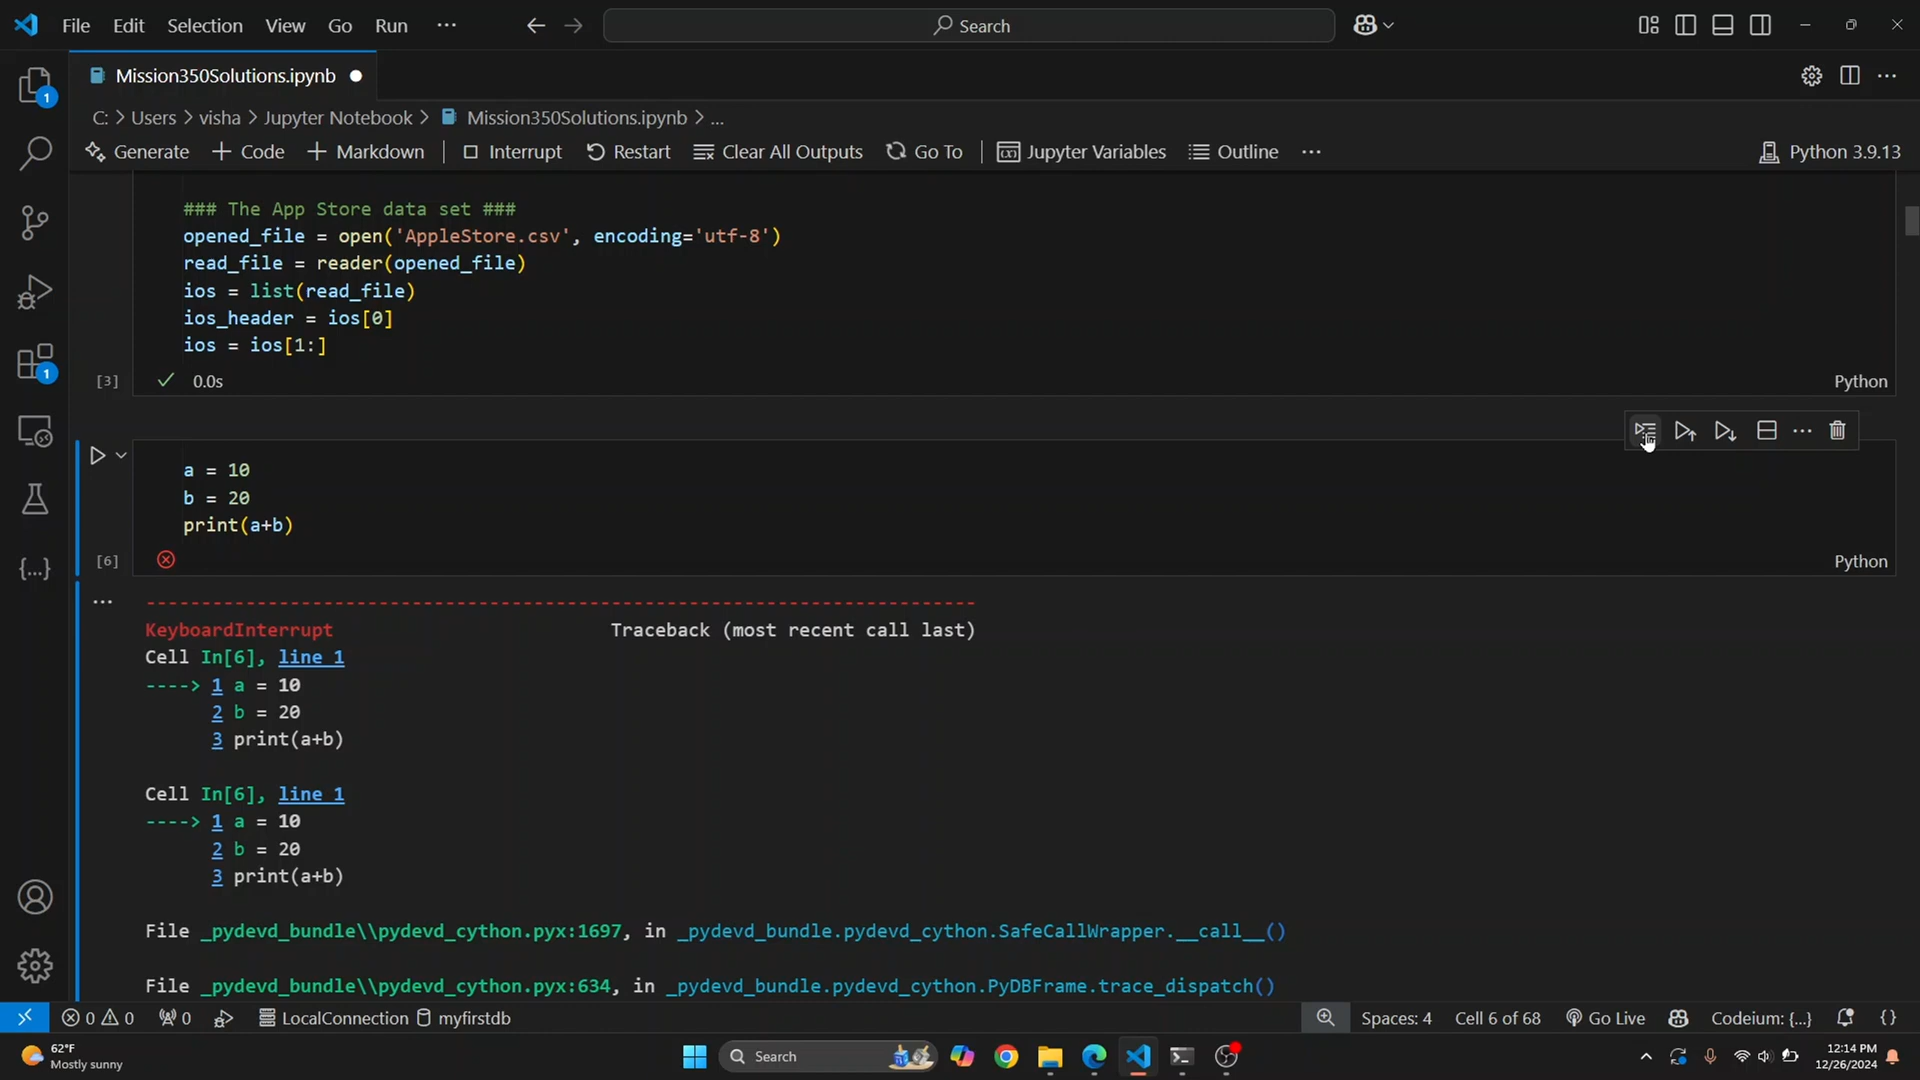 File Edit Selection View Go Run ··· Search
Mission350Solutions.ipynb
C: > Users > visha > Jupyter Notebook > Mission350Solutions.ipynb > ...
Generate + Code + Markdown Interrupt Restart Clear All Outputs Go To Jupyter Variables Outline ··· Python 3.9.13
### The App Store data set ###
opened_file = open('AppleStore.csv', encoding='utf-8')
read_file = reader(opened_file)
ios = list(read_file)
ios_header = ios[0]
ios = ios[1:]
[3] 0.0s Python
a = 10
b = 20
print(a+b)
[6] Python
---------------------------------------------------------------------------
KeyboardInterrupt Traceback (most recent call last)
Cell In[6], line 1
----> 1 a = 10
2 b = 20
3 print(a+b)
Cell In[6], line 1
----> 1 a = 10
2 b = 20
3 print(a+b)
File _pydevd_bundle\\pydevd_cython.pyx:1697, in _pydevd_bundle.pydevd_cython.SafeCallWrapper.__call__()
File _pydevd_bundle\\pydevd_cython.pyx:634, in _pydevd_bundle.pydevd_cython.PyDBFrame.trace_dispatch()
1
1
{...}
0 0 0 LocalConnection myfirstdb Spaces: 4 Cell 6 of 68 Go Live Codeium: {...} {}
62°F
Mostly sunny
Search
12:14 PM
12/26/2024